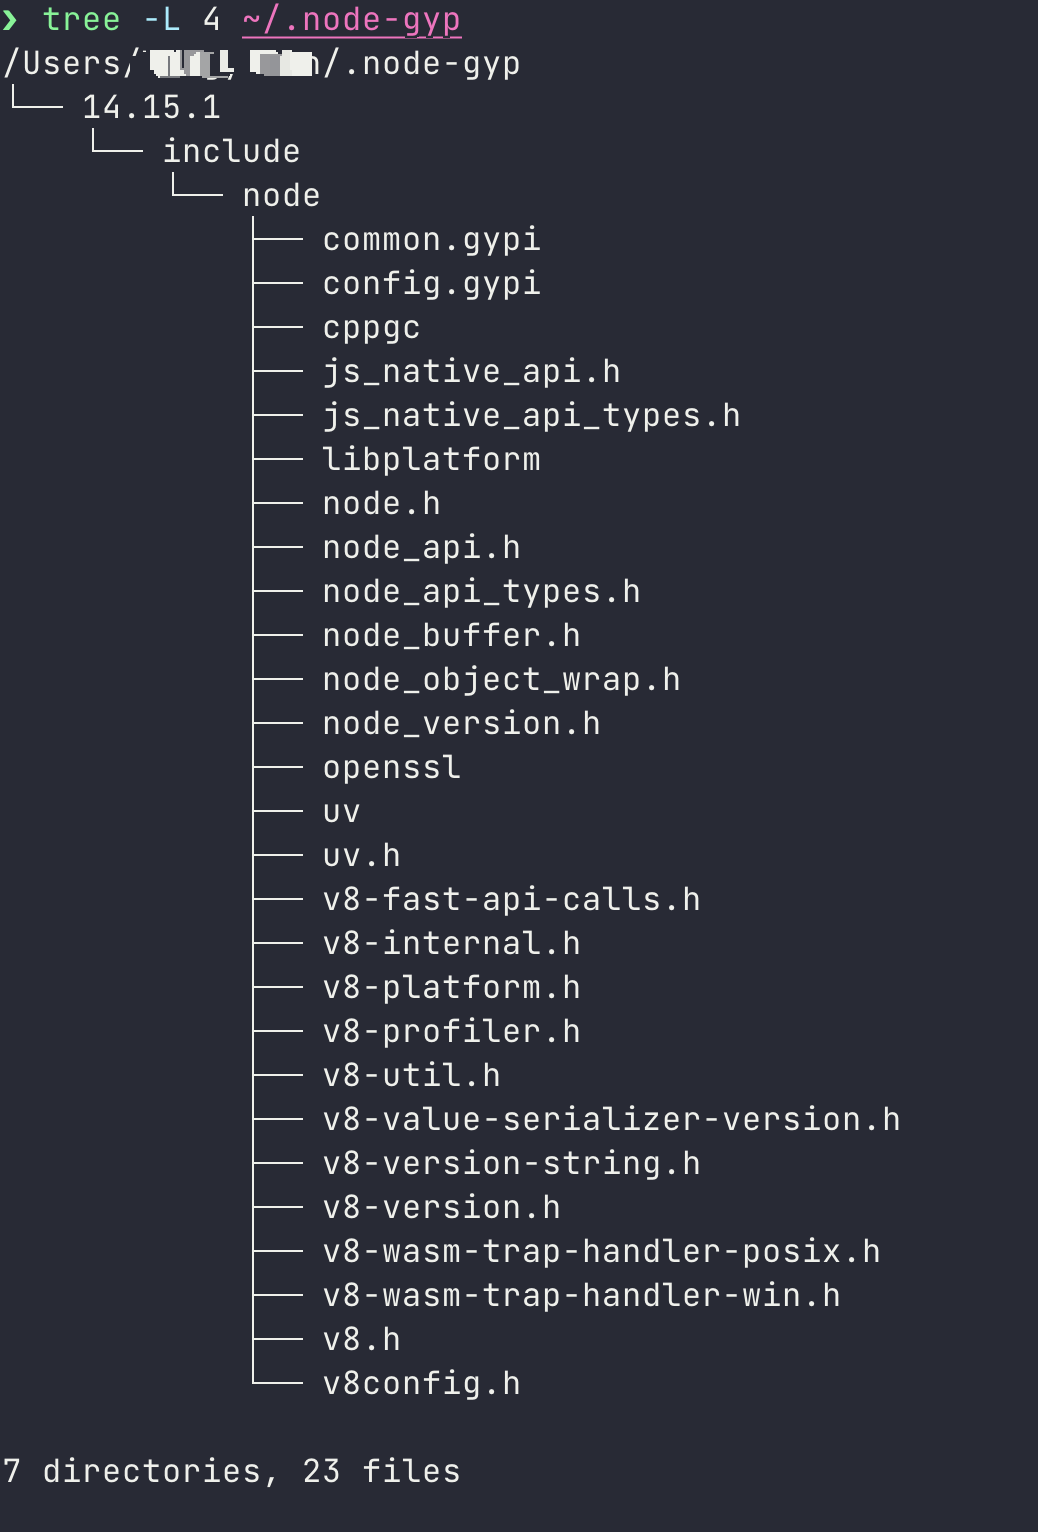 ❯ tree -L 4 ~/.node-gyp
/Users/ /.node-gyp
└── 14.15.1
    └── include
        └── node
            ├── common.gypi
            ├── config.gypi
            ├── cppgc
            ├── js_native_api.h
            ├── js_native_api_types.h
            ├── libplatform
            ├── node.h
            ├── node_api.h
            ├── node_api_types.h
            ├── node_buffer.h
            ├── node_object_wrap.h
            ├── node_version.h
            ├── openssl
            ├── uv
            ├── uv.h
            ├── v8-fast-api-calls.h
            ├── v8-internal.h
            ├── v8-platform.h
            ├── v8-profiler.h
            ├── v8-util.h
            ├── v8-value-serializer-version.h
            ├── v8-version-string.h
            ├── v8-version.h
            ├── v8-wasm-trap-handler-posix.h
            ├── v8-wasm-trap-handler-win.h
            ├── v8.h
            └── v8config.h
7 directories, 23 files